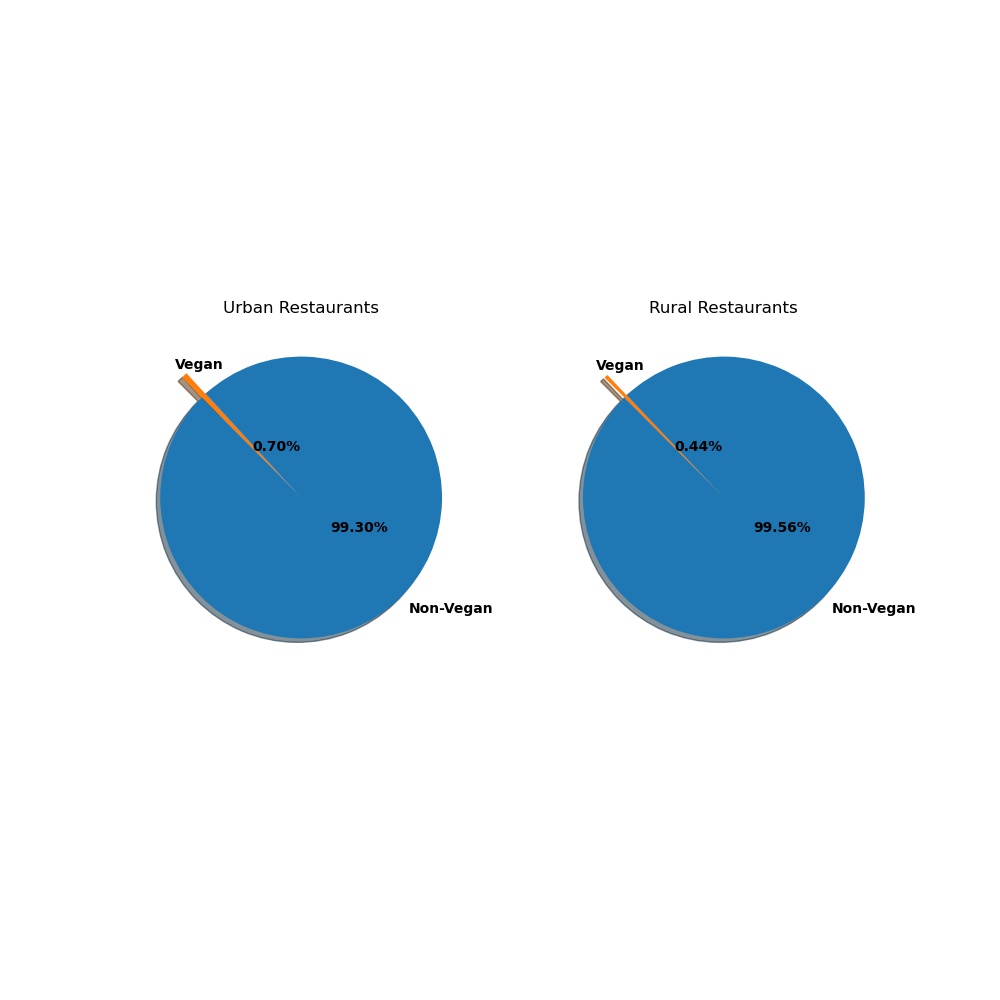 Urban Restaurants
Vegan
0.70%
99.30%
Non-Vegan
Rural Restaurants
Vegan
0.44%
99.56%
Non-Vegan